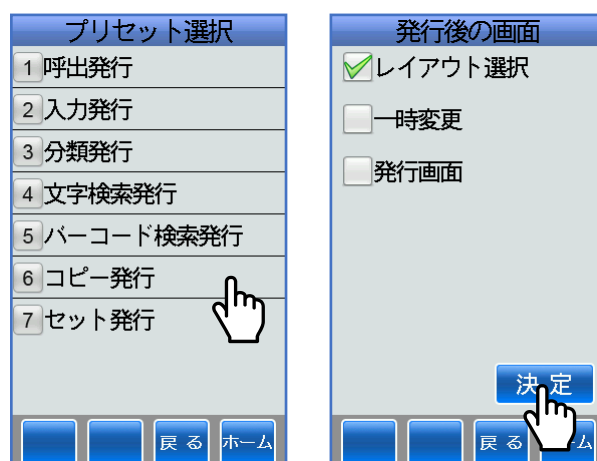 プリセット選択
1 呼出発行
2 入力発行
3 分類発行
4 文字検索発行
5 バーコード検索発行
6 コピー発行
7 セット発行
戻る ホーム
発行後の画面
レイアウト選択
一時変更
発行画面
決定
戻る